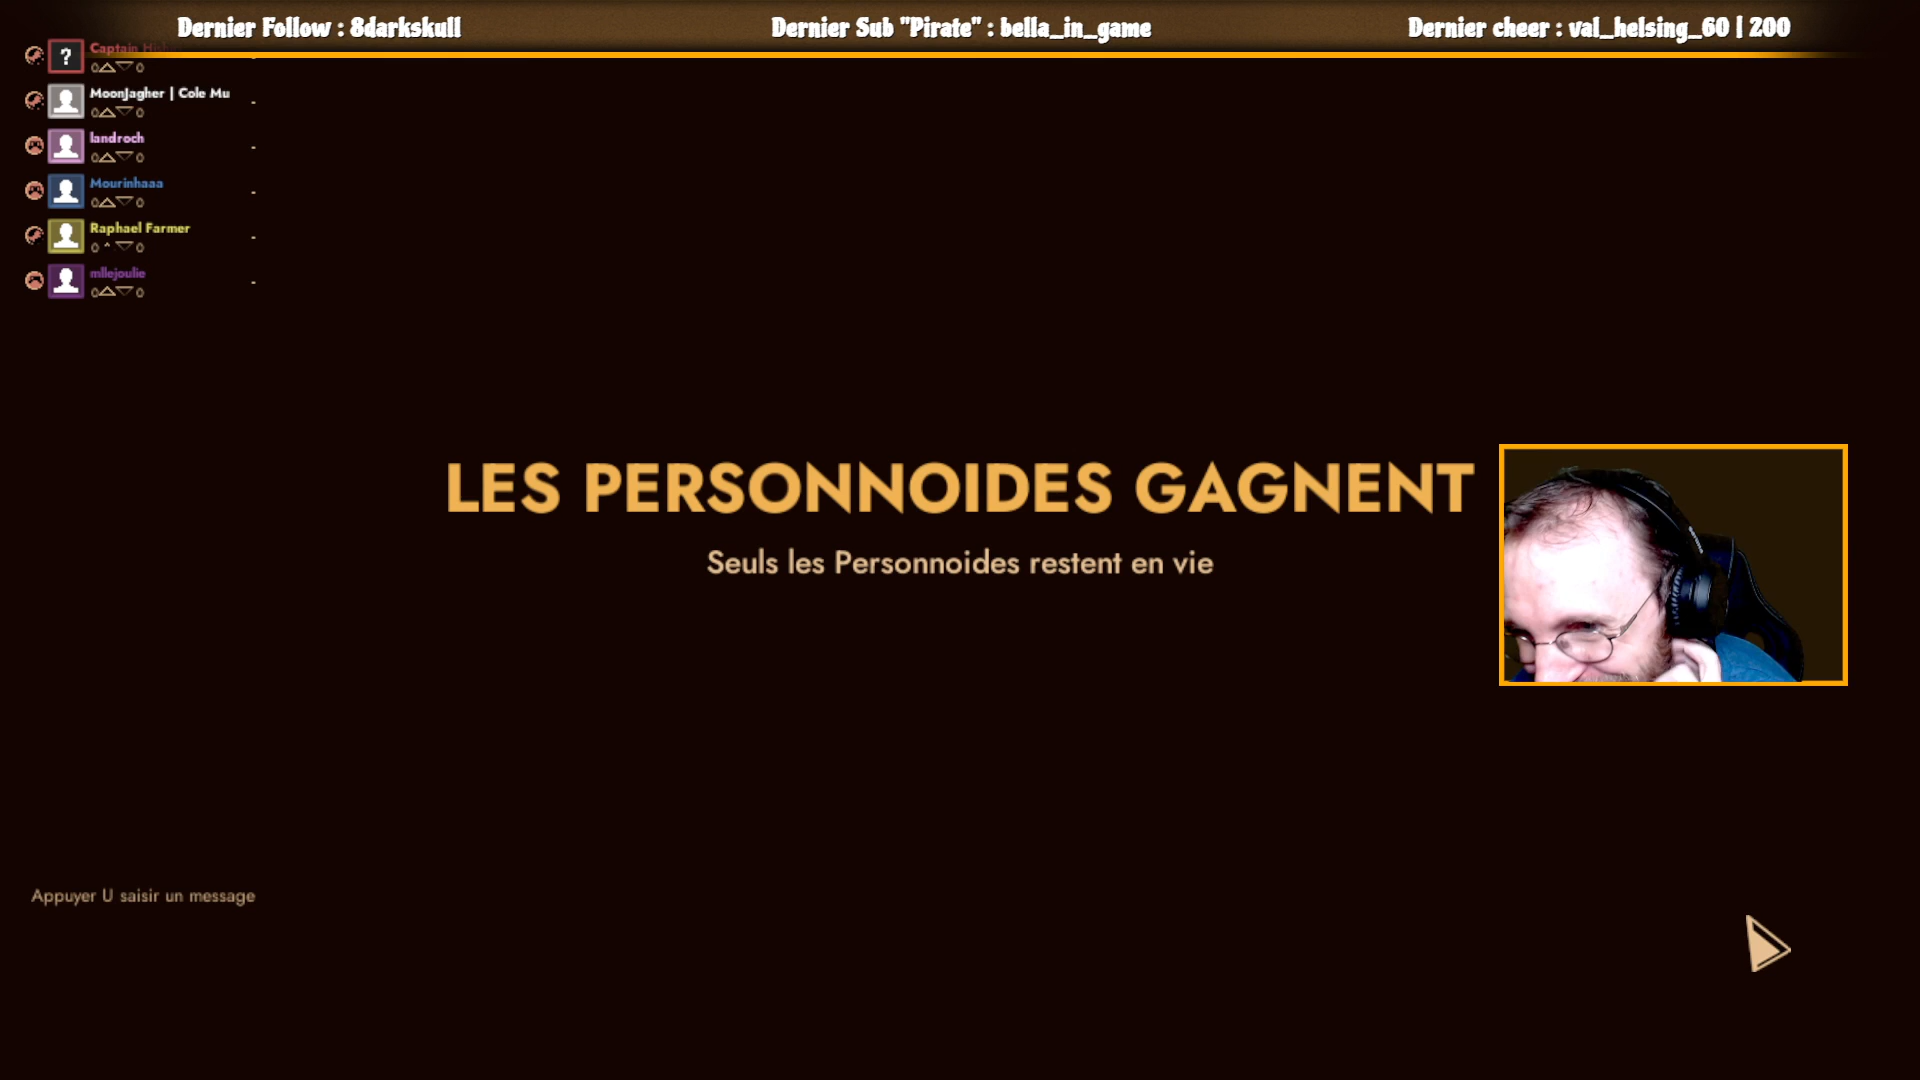 Dernier Follow : 8darkskull
Dernier Sub "Pirate" : bella_in_game
Dernier cheer : val_helsing_60 | 200
? Captain
0 0 -
MoonJagher | Cole Mu
0 0 -
landroch
0 0 -
Mourinhaaa
0 0 -
Raphael Farmer
0 0 -
mllejoulie
0 0 -
LES PERSONNOIDES GAGNENT
Seuls les Personnoides restent en vie
Appuyer U saisir un message